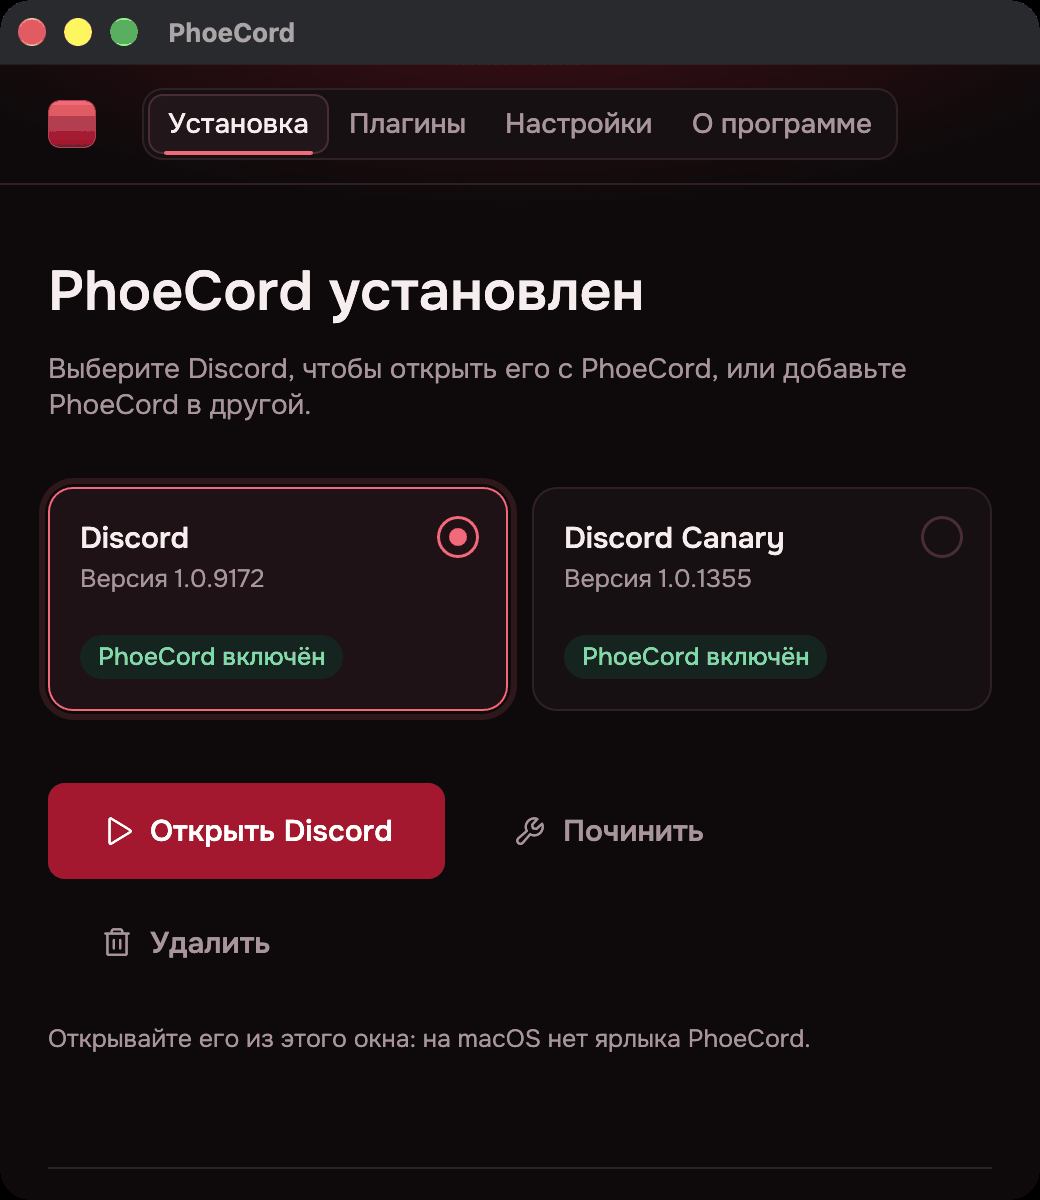 PhoeCord
Установка Плагины Настройки О программе
PhoeCord установлен
Выберите Discord, чтобы открыть его с PhoeCord, или добавьте
PhoeCord в другой.
Discord
Версия 1.0.9172
PhoeCord включён
Discord Canary
Версия 1.0.1355
PhoeCord включён
Открыть Discord
Починить
Удалить
Открывайте его из этого окна: на macOS нет ярлыка PhoeCord.